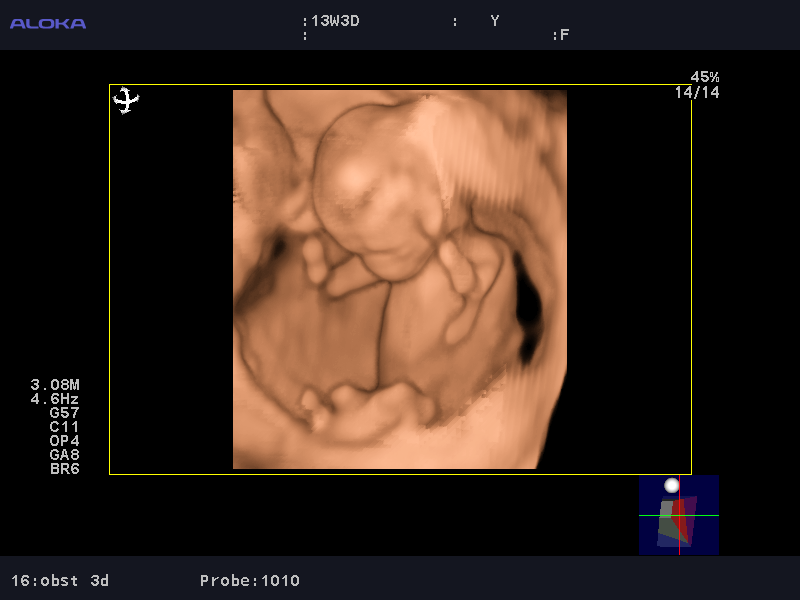 ALOKA
:13W3D : Y
: :F
45%
14/14
3.08M
4.6Hz
G57
C11
OP4
GA8
BR6
16:obst 3d Probe:1010